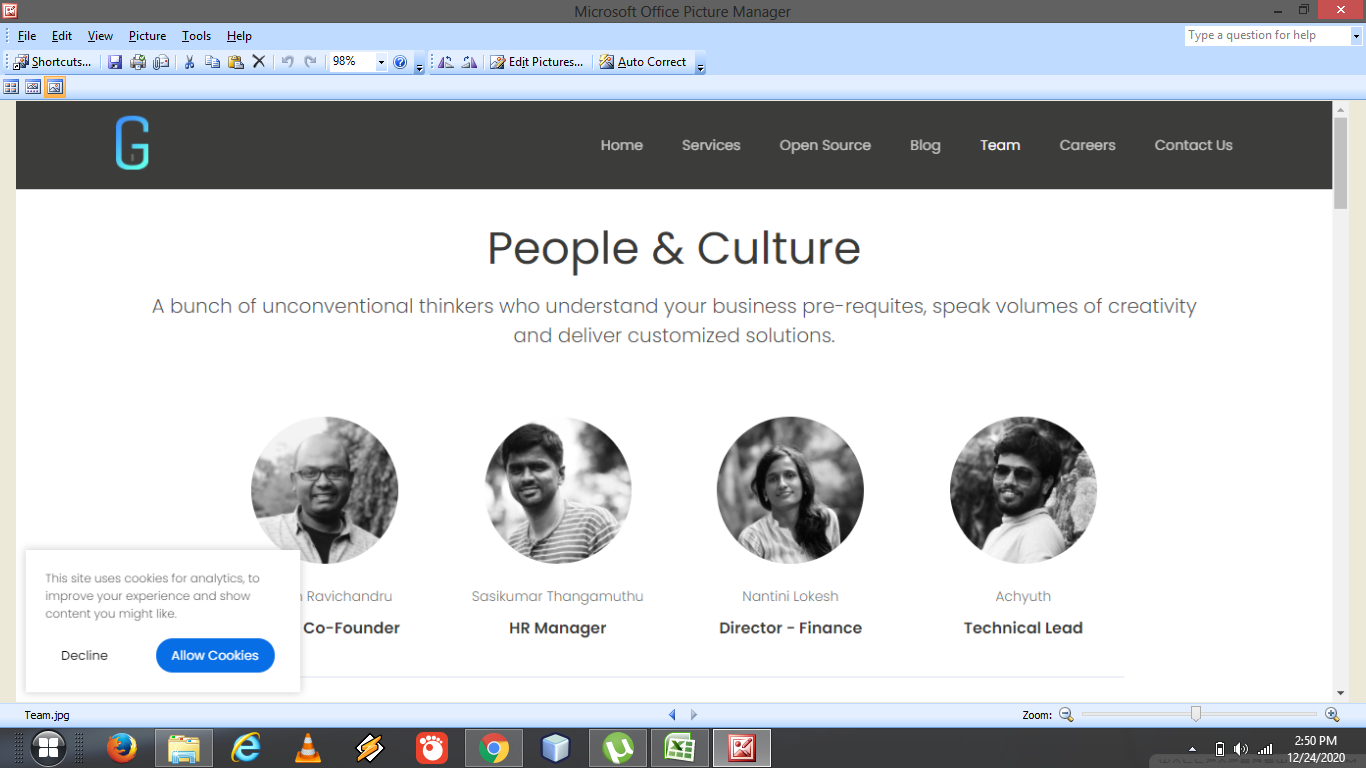 Microsoft Office Picture Manager
File Edit View Picture Tools Help
Type a question for help
Shortcuts... 98% Edit Pictures... Auto Correct
G
Home Services Open Source Blog Team Careers Contact Us
People & Culture
A bunch of unconventional thinkers who understand your business pre-requites, speak volumes of creativity
and deliver customized solutions.
Ravichandru
Co-Founder
Sasikumar Thangamuthu
HR Manager
Nantini Lokesh
Director - Finance
Achyuth
Technical Lead
This site uses cookies for analytics, to
improve your experience and show
content you might like.
Decline Allow Cookies
Team.jpg
Zoom:
2:50 PM
12/24/2020